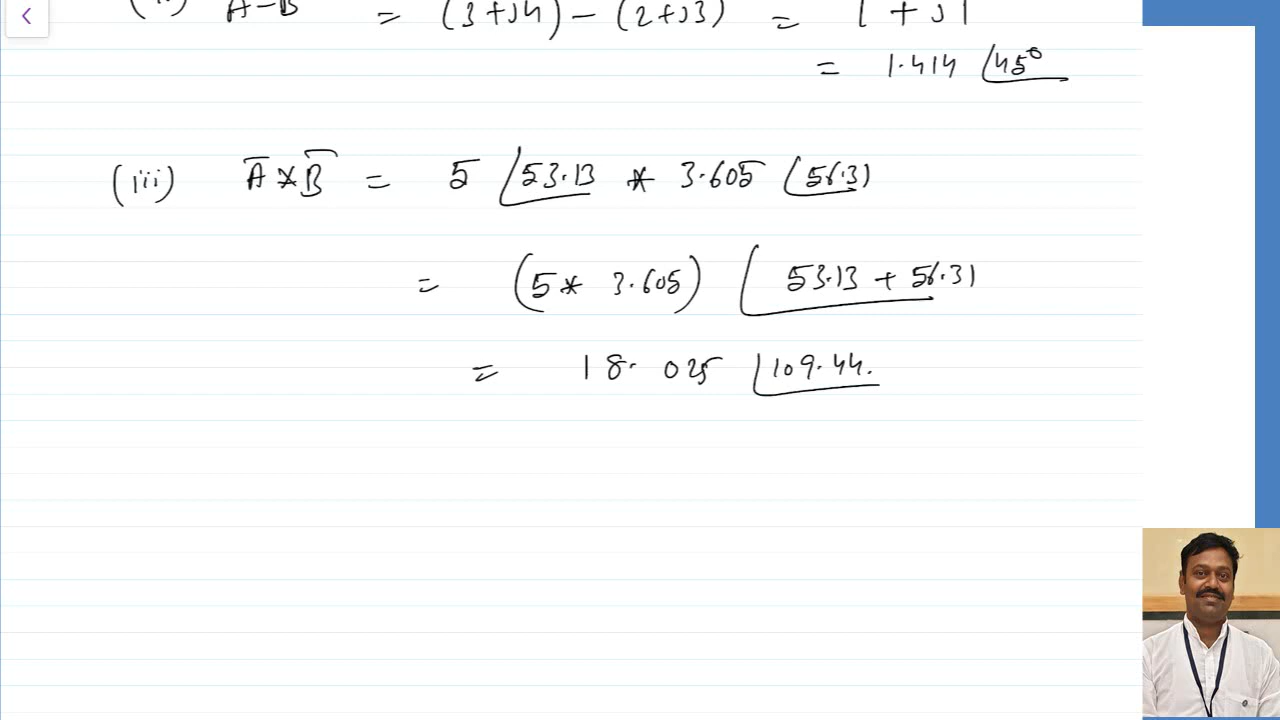 (ii) A-B = (3+j4) - (2+j3) = 1 + j1
= 1.414 ∠45°
(iii) A̅ * B̅ = 5 ∠53.13 * 3.605 ∠56.31
= (5 * 3.605) ∠53.13 + 56.31
= 18.025 ∠109.44.